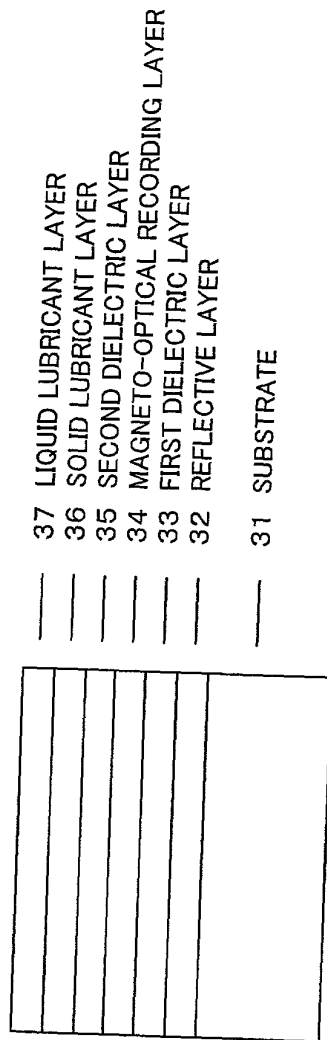 37 LIQUID LUBRICANT LAYER
36 SOLID LUBRICANT LAYER
35 SECOND DIELECTRIC LAYER
34 MAGNETO-OPTICAL RECORDING LAYER
33 FIRST DIELECTRIC LAYER
32 REFLECTIVE LAYER
31 SUBSTRATE